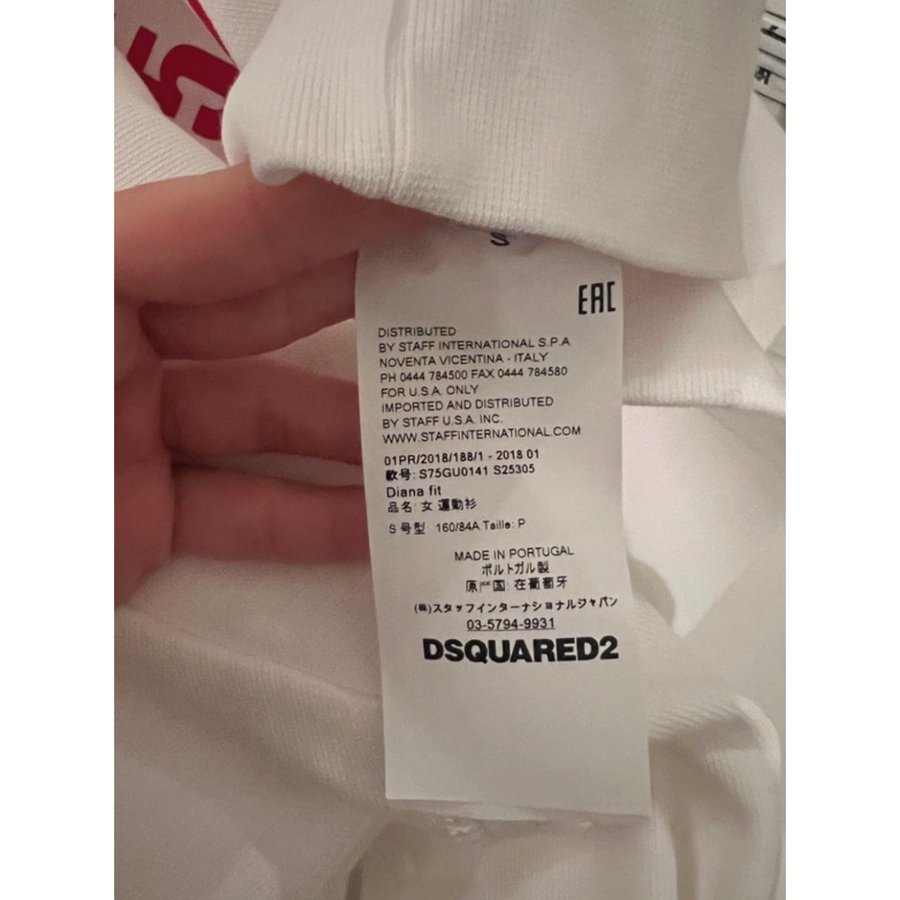 S
EAC
DISTRIBUTED
BY STAFF INTERNATIONAL S.P.A.
NOVENTA VICENTINA - ITALY
PH 0444 784500 FAX 0444 784580
FOR U.S.A. ONLY
IMPORTED AND DISTRIBUTED
BY STAFF U.S.A. INC.
WWW.STAFFINTERNATIONAL.COM
01PR/2018/188/1 - 2018 01
款号: S75GU0141 S25305
Diana fit
品名: 女 運動衫
S 号型 160/84A Taille: P
MADE IN PORTUGAL
ポルトガル製
原产国: 在葡萄牙
(株)スタッフインターナショナルジャパン
03-5794-9931
DSQUARED2